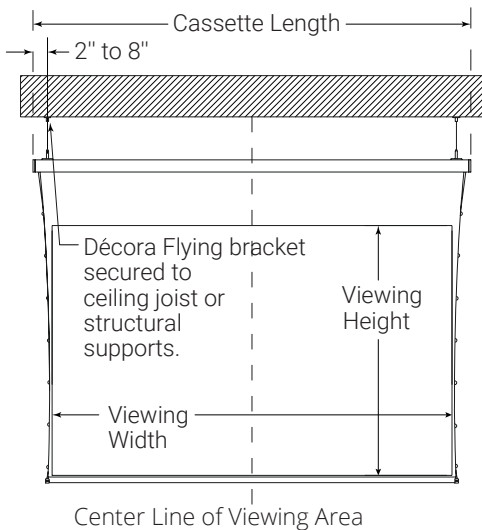 Cassette Length
2" to 8"
Décora Flying bracket
secured to
ceiling joist or
structural
supports.
Viewing
Height
Viewing
Width
Center Line of Viewing Area